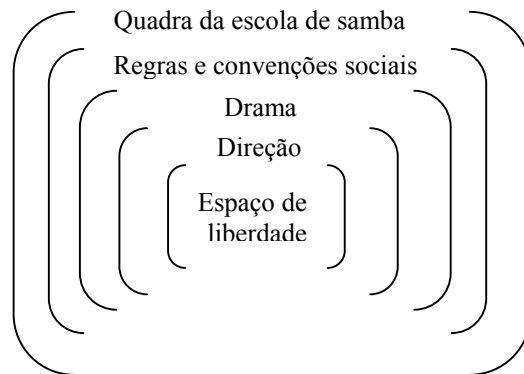 Quadra da escola de samba
Regras e convenções sociais
Drama
Direção
Espaço de
liberdade